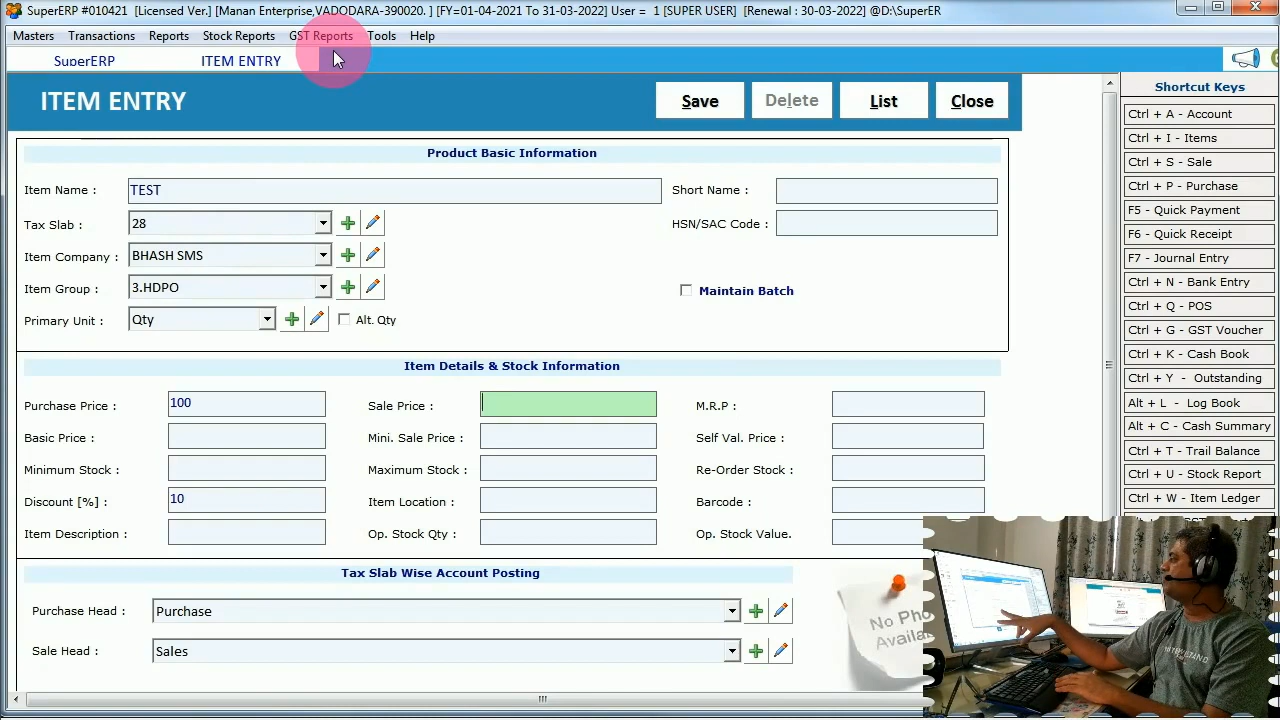 SuperERP #010421 [Licensed Ver.] [Manan Enterprise,VADODARA-390020. ] [FY=01-04-2021 To 31-03-2022] User = 1 [SUPER USER] [Renewal : 30-03-2022] @D:\SuperER
Masters Transactions Reports Stock Reports GST Reports Tools Help
SuperERP ITEM ENTRY
ITEM ENTRY Save Delete List Close
Product Basic Information
Item Name : TEST Short Name :
Tax Slab : 28 HSN/SAC Code :
Item Company : BHASH SMS
Item Group : 3.HDPO Maintain Batch
Primary Unit : Qty Alt. Qty
Item Details & Stock Information
Purchase Price : 100 Sale Price : M.R.P :
Basic Price : Mini. Sale Price : Self Val. Price :
Minimum Stock : Maximum Stock : Re-Order Stock :
Discount [%] : 10 Item Location : Barcode :
Item Description : Op. Stock Qty : Op. Stock Value.
Tax Slab Wise Account Posting
Purchase Head : Purchase
Sale Head : Sales
No Pho
Availa
Shortcut Keys
Ctrl + A - Account
Ctrl + I - Items
Ctrl + S - Sale
Ctrl + P - Purchase
F5 - Quick Payment
F6 - Quick Receipt
F7 - Journal Entry
Ctrl + N - Bank Entry
Ctrl + Q - POS
Ctrl + G - GST Voucher
Ctrl + K - Cash Book
Ctrl + Y - Outstanding
Alt + L - Log Book
Alt + C - Cash Summary
Ctrl + T - Trail Balance
Ctrl + U - Stock Report
Ctrl + W - Item Ledger